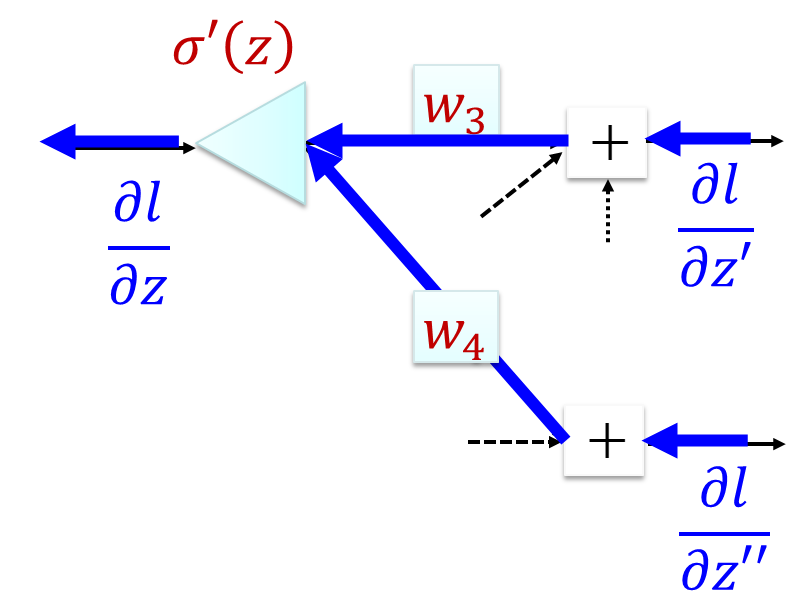 σ′(z)
w₃
+
∂l
∂z
∂l
∂z′
w₄
+
∂l
∂z″